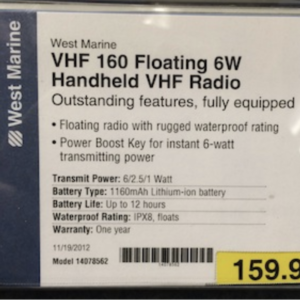 West Marine
West Marine
VHF 160 Floating 6W
Handheld VHF Radio
Outstanding features, fully equipped
• Floating radio with rugged waterproof rating
• Power Boost Key for instant 6-watt
transmitting power
Transmit Power: 6/2.5/1 Watt
Battery Type: 1160mAh Lithium-ion battery
Battery Life: Up to 12 hours
Waterproof Rating: IPX8, floats
Warranty: One year
11/19/2012
Model 14078562
159.9